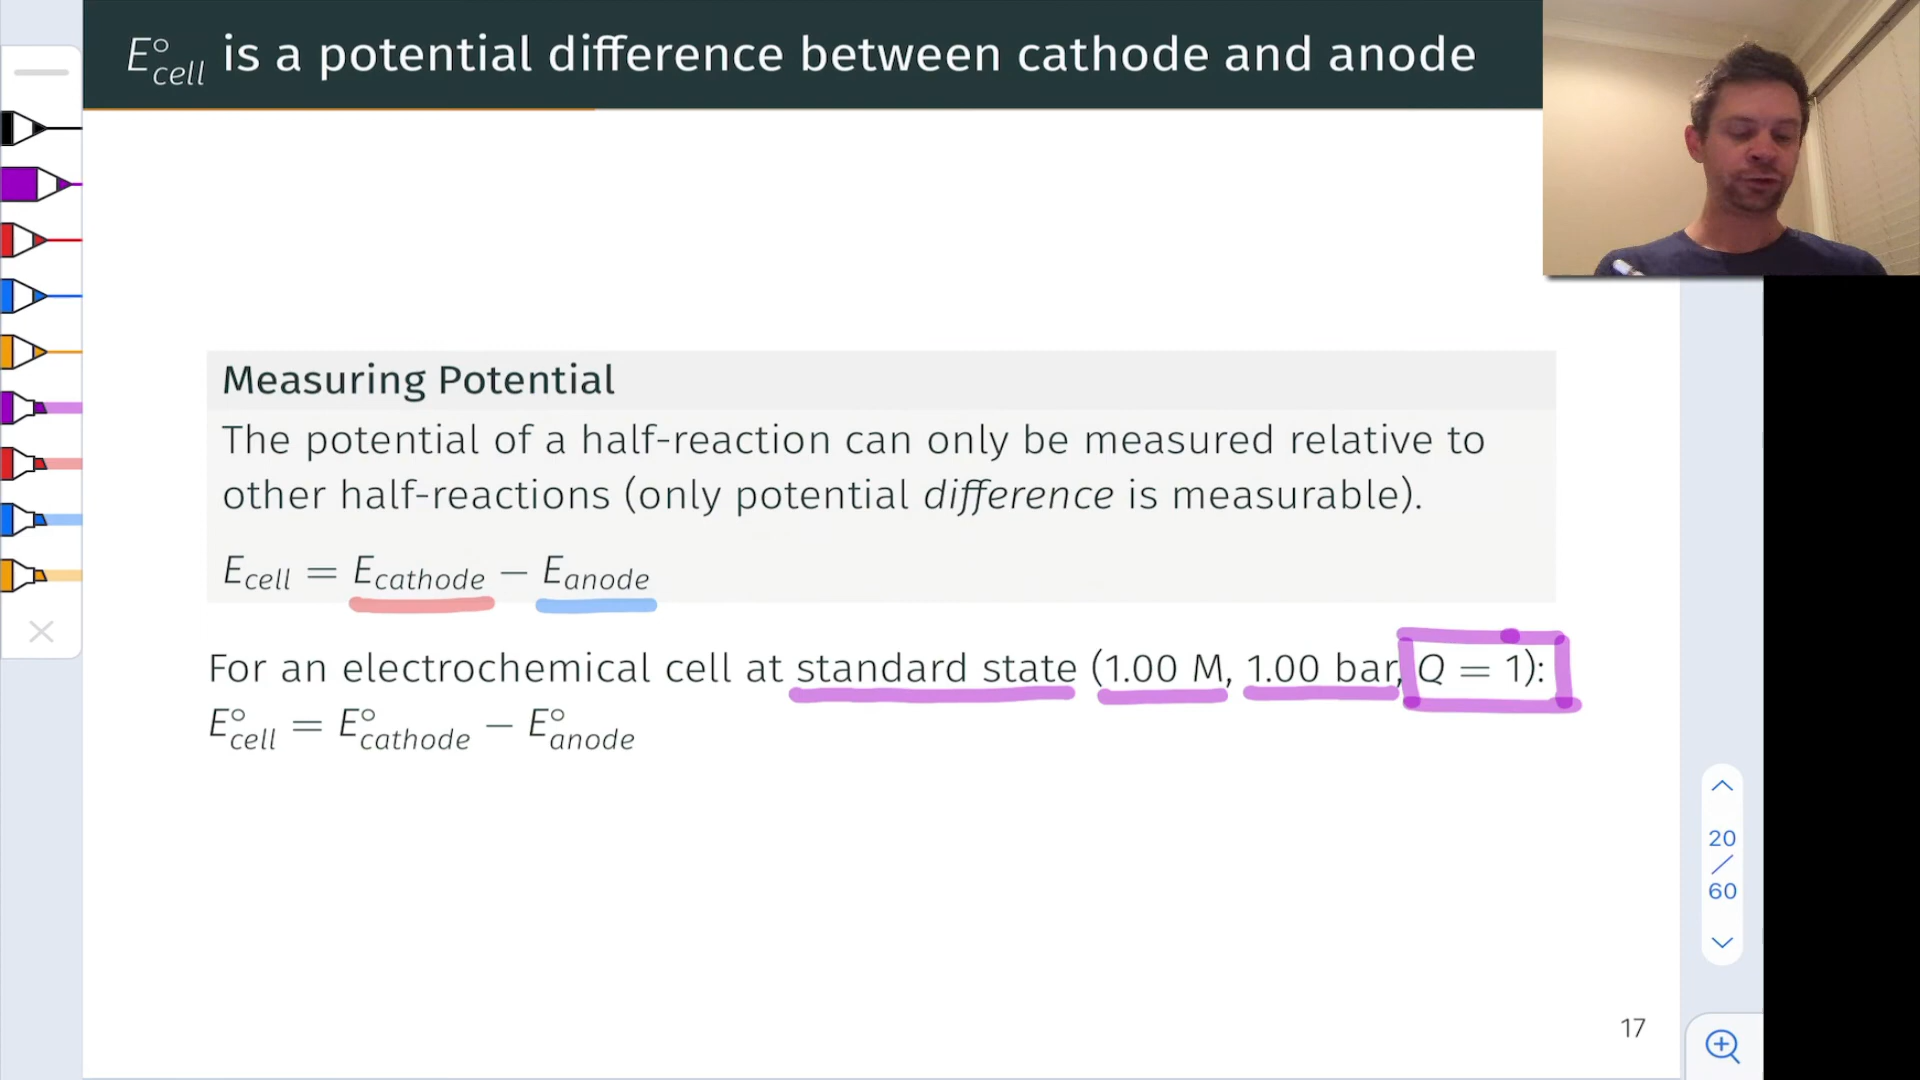 E°cell is a potential difference between cathode and anode
Measuring Potential
The potential of a half-reaction can only be measured relative to
other half-reactions (only potential difference is measurable).
Ecell = Ecathode − Eanode
For an electrochemical cell at standard state (1.00 M, 1.00 bar, Q = 1):
E°cell = E°cathode − E°anode
20
/
60
17